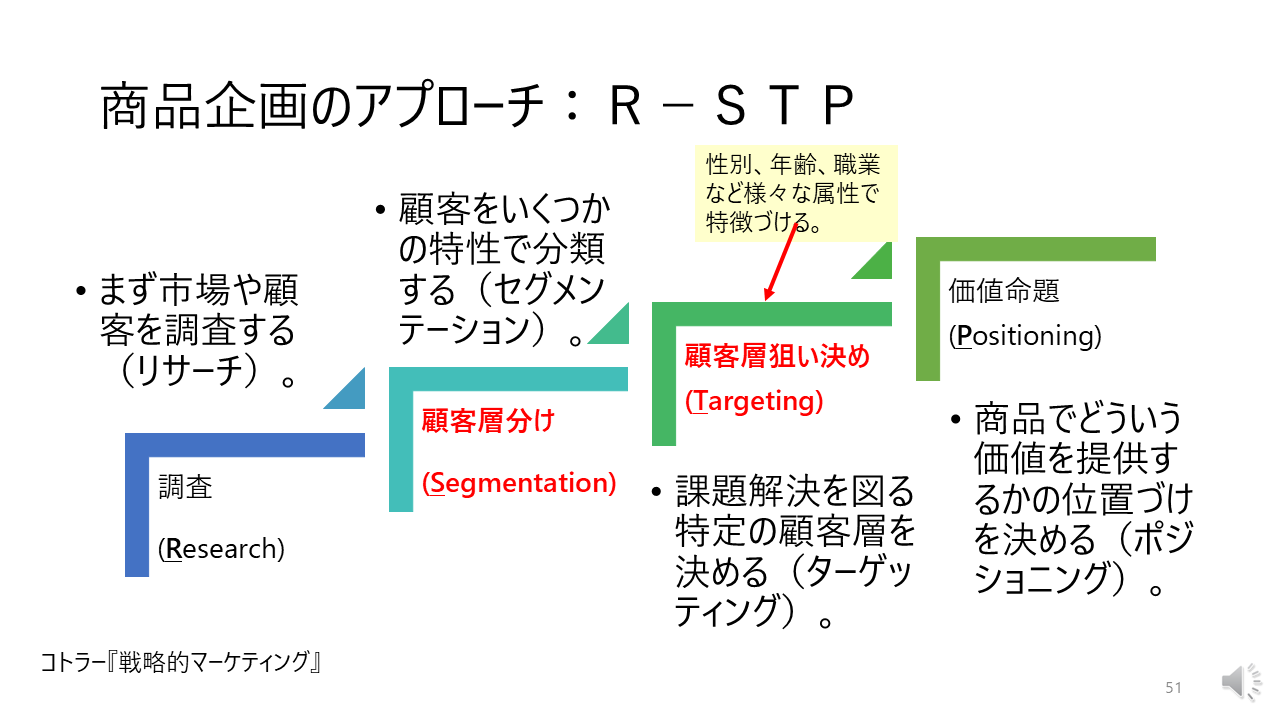 商品企画のアプローチ：Ｒ－ＳＴＰ
性別、年齢、職業
など様々な属性で
特徴づける。
• まず市場や顧
客を調査する
（リサーチ）。
調査
(Research)
• 顧客をいくつか
の特性で分類
する（セグメン
テーション）。
顧客層分け
(Segmentation)
顧客層狙い決め
(Targeting)
• 課題解決を図る
特定の顧客層を
決める（ターゲッ
ティング）。
価値命題
(Positioning)
• 商品でどういう
価値を提供す
るかの位置づけ
を決める（ポジ
ショニング）。
コトラー『戦略的マーケティング』
51